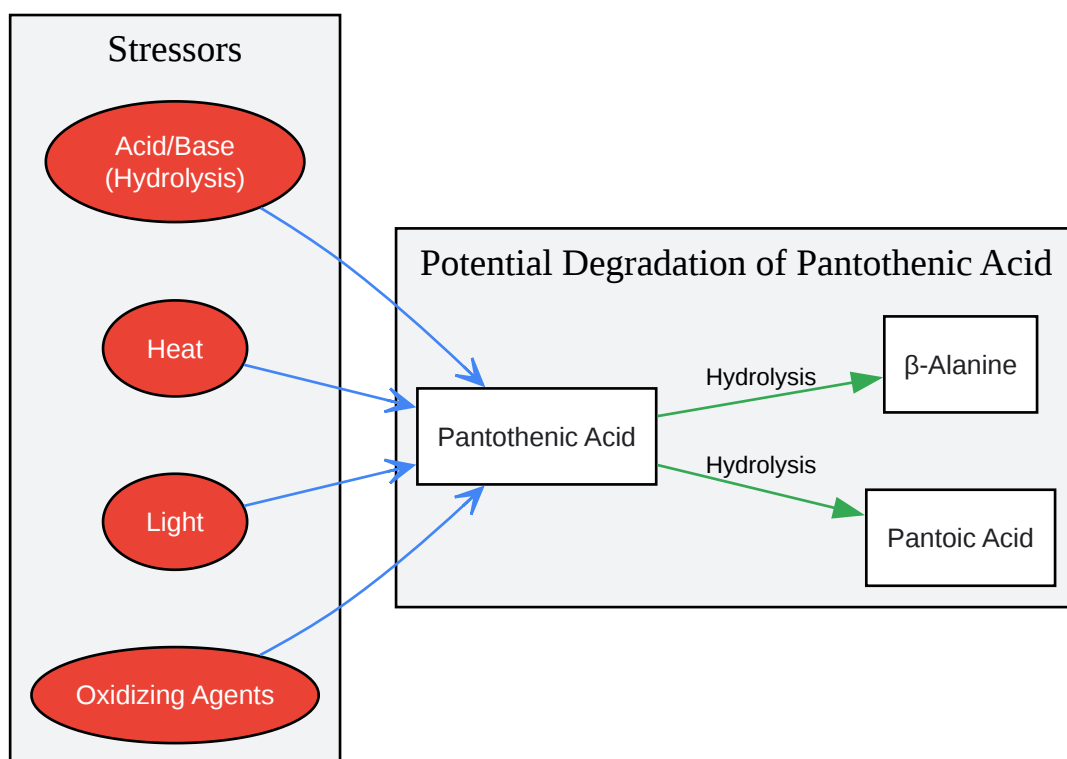 Stressors
Acid/Base
(Hydrolysis)
Heat
Light
Oxidizing Agents
Potential Degradation of Pantothenic Acid
Pantothenic Acid
Hydrolysis
Hydrolysis
β-Alanine
Pantoic Acid